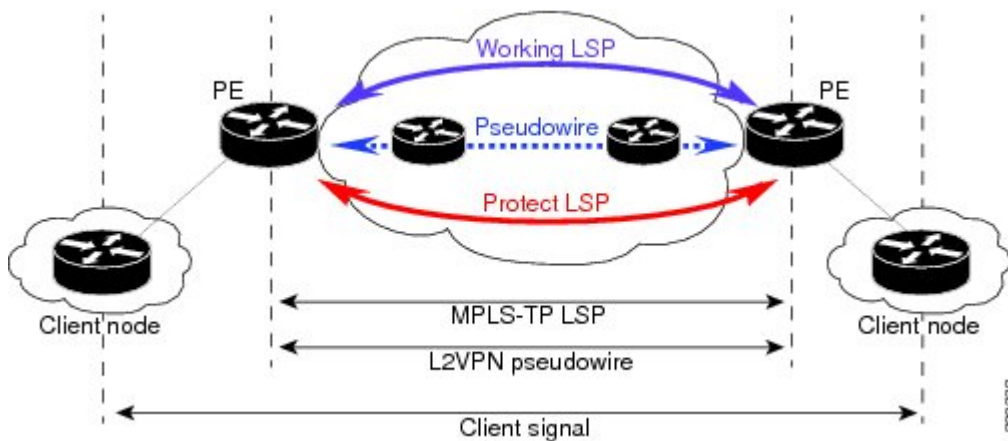 Working LSP
PE
PE
Pseudowire
Protect LSP
Client node
Client node
MPLS-TP LSP
L2VPN pseudowire
Client signal